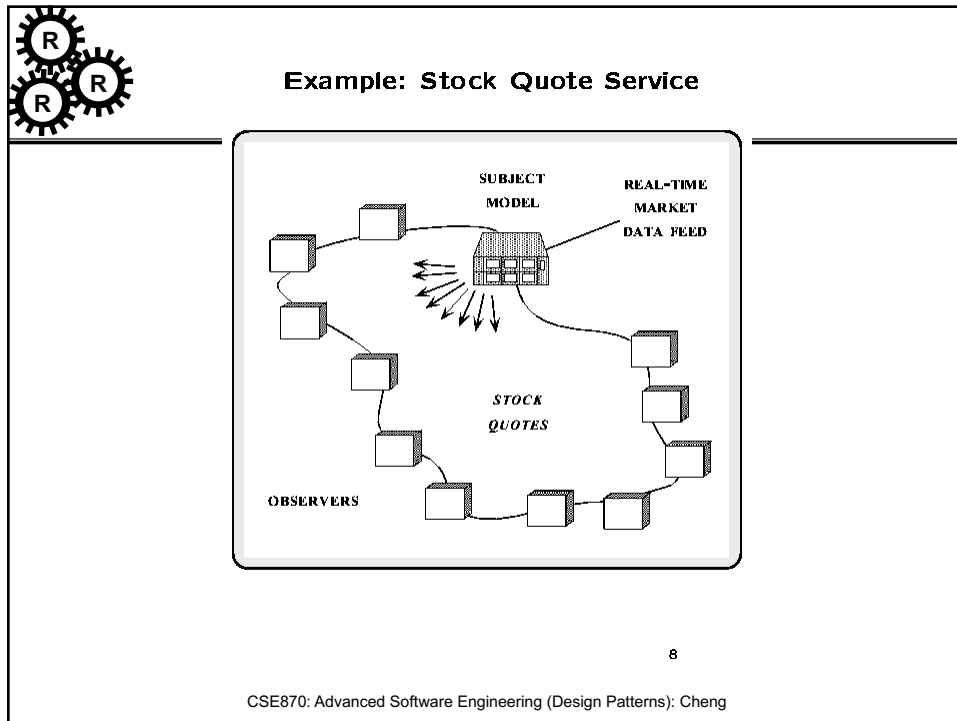 R
R
R
Example: Stock Quote Service
SUBJECT
MODEL
REAL-TIME
MARKET
DATA FEED
STOCK
QUOTES
OBSERVERS
8
CSE870: Advanced Software Engineering (Design Patterns): Cheng